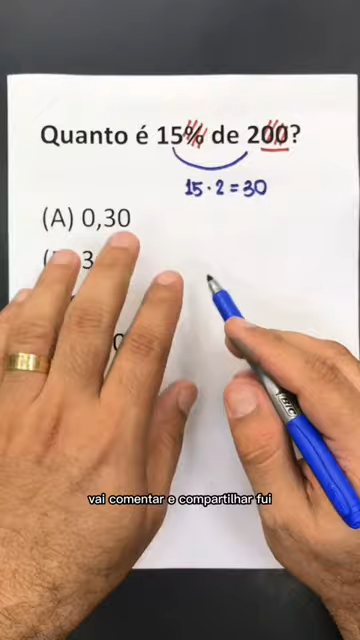 Quanto é 15% de 200?
15 · 2 = 30
(A) 0,30
vai comentar e compartilhar fui